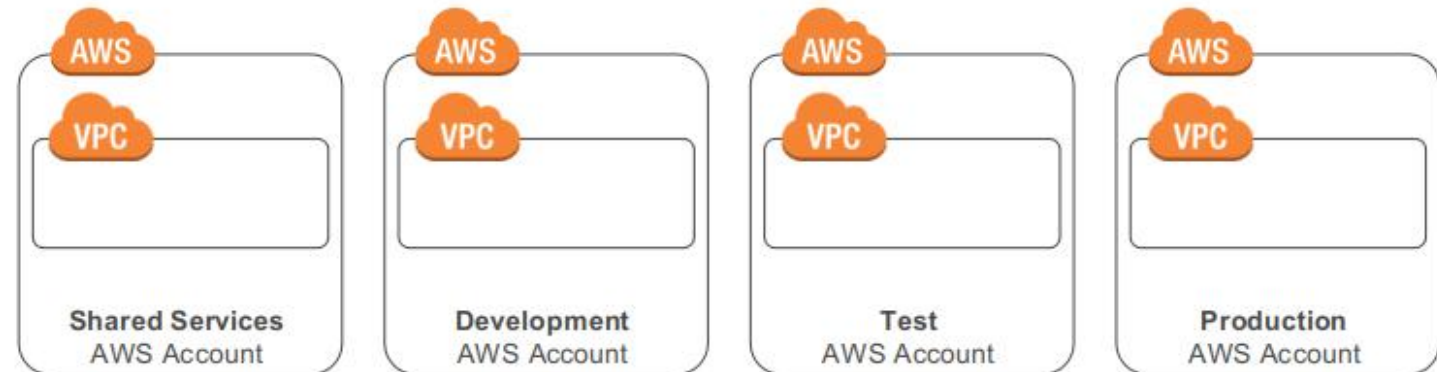 AWS AWS AWS AWS
VPC VPC VPC VPC
Shared Services Development Test Production
AWS Account AWS Account AWS Account AWS Account